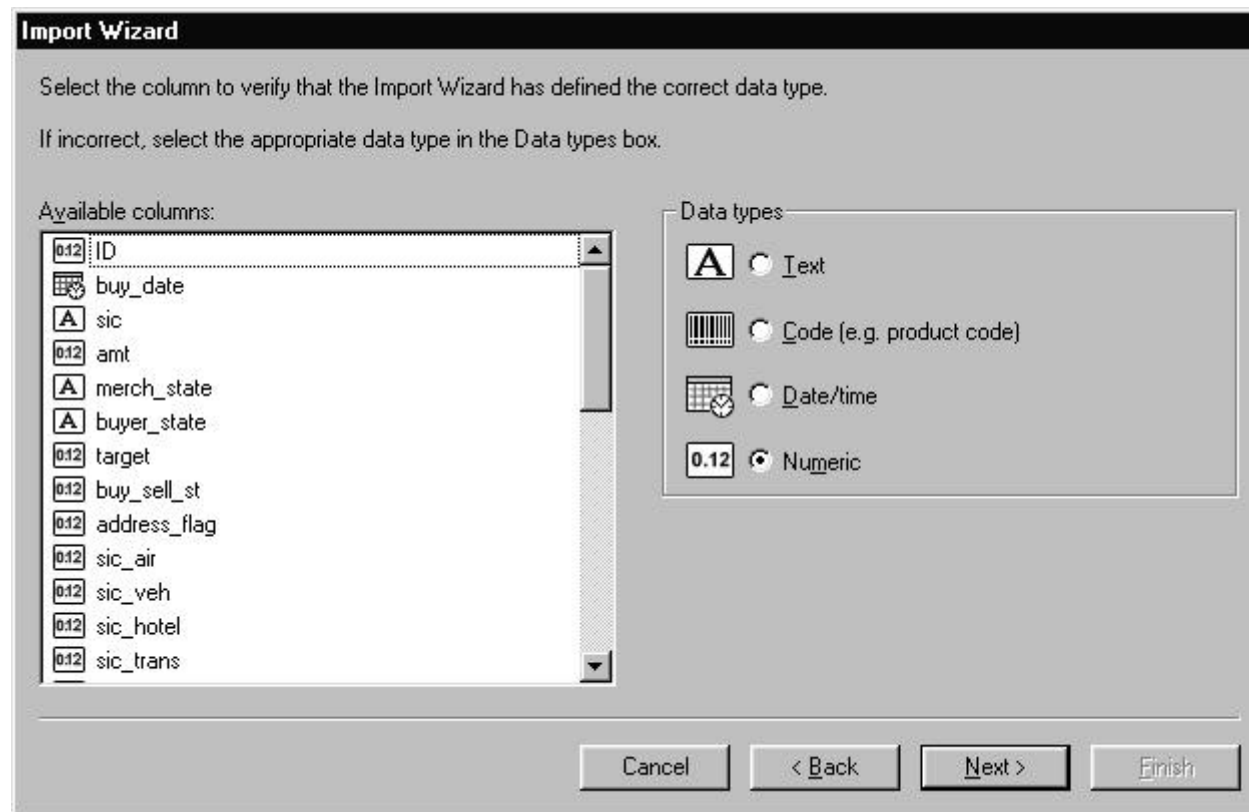 Import Wizard
Select the column to verify that the Import Wizard has defined the correct data type.
If incorrect, select the appropriate data type in the Data types box.
Available columns:
0.12 ID
buy_date
A sic
0.12 amt
A merch_state
A buyer_state
0.12 target
0.12 buy_sell_st
0.12 address_flag
0.12 sic_air
0.12 sic_veh
0.12 sic_hotel
0.12 sic_trans
Data types
A Text
Code (e.g. product code)
Date/time
0.12 Numeric
Cancel
< Back
Next >
Finish